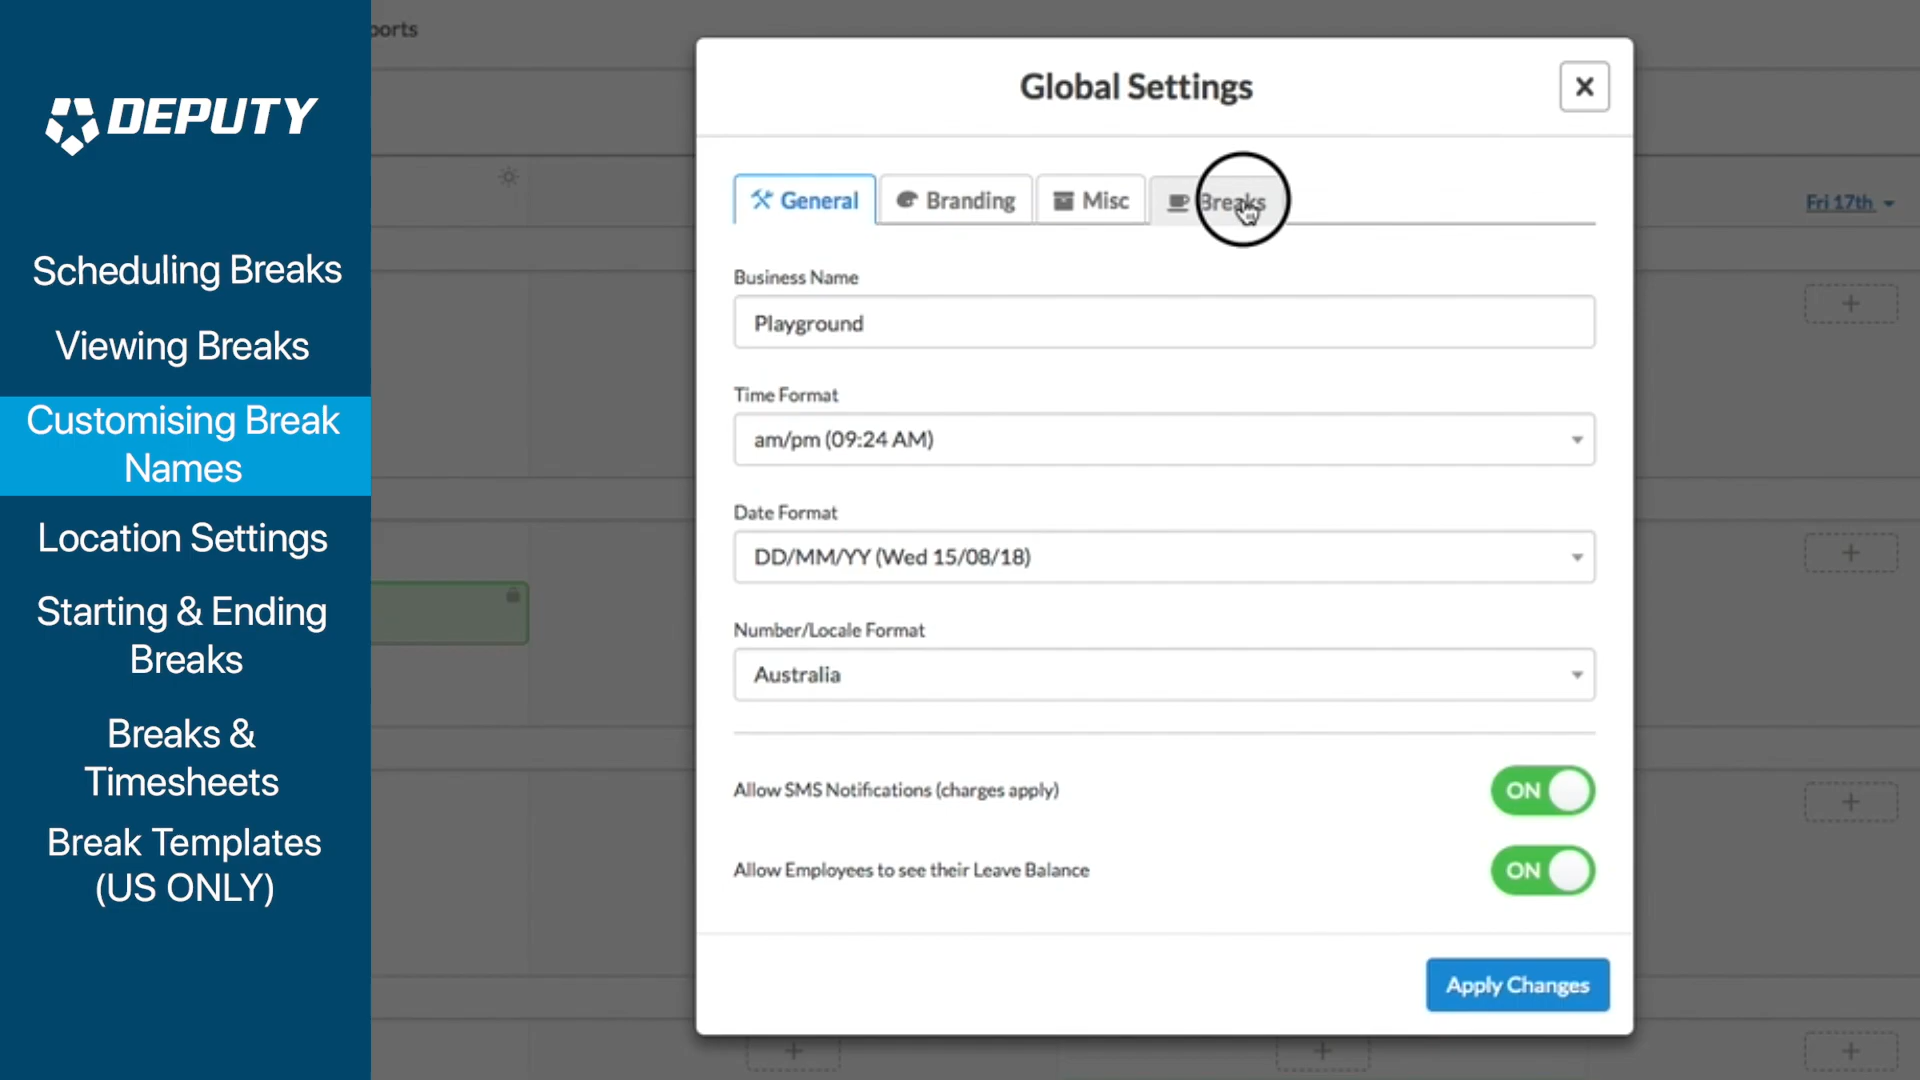 DEPUTY
Scheduling Breaks
Viewing Breaks
Customising Break
Names
Location Settings
Starting & Ending
Breaks
Breaks &
Timesheets
Break Templates
(US ONLY)
ports
Global Settings
General
Branding
Misc
Breaks
Fri 17th
Business Name
Playground
Time Format
am/pm (09:24 AM)
Date Format
DD/MM/YY (Wed 15/08/18)
Number/Locale Format
Australia
Allow SMS Notifications (charges apply)
ON
Allow Employees to see their Leave Balance
ON
Apply Changes